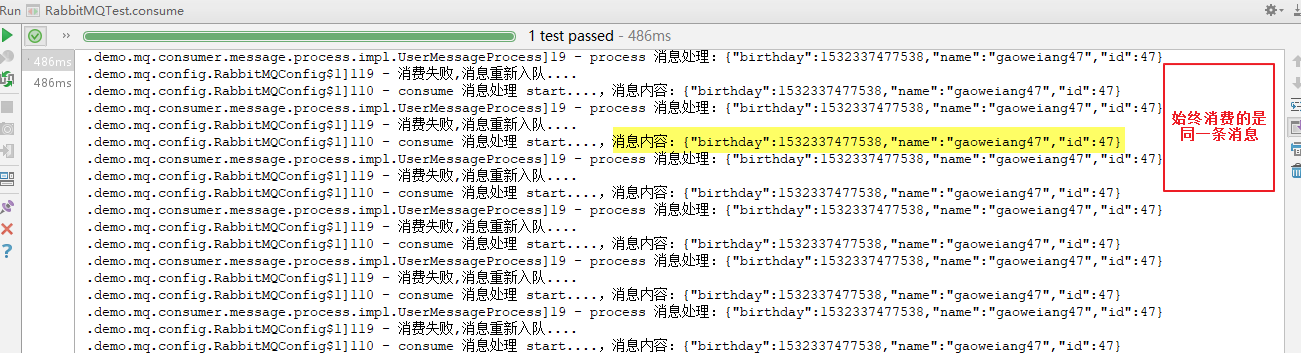 Run RabbitMQTest.consume
1 test passed - 486ms
486ms
486ms
.demo.mq.consumer.message.process.impl.UserMessageProcess]19 - process 消息处理: {"birthday":1532337477538,"name":"gaoweiang47","id":47}
.demo.mq.config.RabbitMQConfig$1]119 - 消费失败,消息重新入队....
.demo.mq.config.RabbitMQConfig$1]110 - consume 消息处理 start...., 消息内容: {"birthday":1532337477538,"name":"gaoweiang47","id":47}
.demo.mq.consumer.message.process.impl.UserMessageProcess]19 - process 消息处理: {"birthday":1532337477538,"name":"gaoweiang47","id":47}
.demo.mq.config.RabbitMQConfig$1]119 - 消费失败,消息重新入队....
.demo.mq.config.RabbitMQConfig$1]110 - consume 消息处理 start...., 消息内容: {"birthday":1532337477538,"name":"gaoweiang47","id":47}
.demo.mq.consumer.message.process.impl.UserMessageProcess]19 - process 消息处理: {"birthday":1532337477538,"name":"gaoweiang47","id":47}
.demo.mq.config.RabbitMQConfig$1]119 - 消费失败,消息重新入队....
.demo.mq.config.RabbitMQConfig$1]110 - consume 消息处理 start...., 消息内容: {"birthday":1532337477538,"name":"gaoweiang47","id":47}
.demo.mq.consumer.message.process.impl.UserMessageProcess]19 - process 消息处理: {"birthday":1532337477538,"name":"gaoweiang47","id":47}
.demo.mq.config.RabbitMQConfig$1]119 - 消费失败,消息重新入队....
.demo.mq.config.RabbitMQConfig$1]110 - consume 消息处理 start...., 消息内容: {"birthday":1532337477538,"name":"gaoweiang47","id":47}
.demo.mq.consumer.message.process.impl.UserMessageProcess]19 - process 消息处理: {"birthday":1532337477538,"name":"gaoweiang47","id":47}
.demo.mq.config.RabbitMQConfig$1]119 - 消费失败,消息重新入队....
.demo.mq.config.RabbitMQConfig$1]110 - consume 消息处理 start...., 消息内容: {"birthday":1532337477538,"name":"gaoweiang47","id":47}
.demo.mq.consumer.message.process.impl.UserMessageProcess]19 - process 消息处理: {"birthday":1532337477538,"name":"gaoweiang47","id":47}
.demo.mq.config.RabbitMQConfig$1]119 - 消费失败,消息重新入队....
.demo.mq.config.RabbitMQConfig$1]110 - consume 消息处理 start...., 消息内容: {"birthday":1532337477538,"name":"gaoweiang47","id":47}
始终消费的是
同一条消息